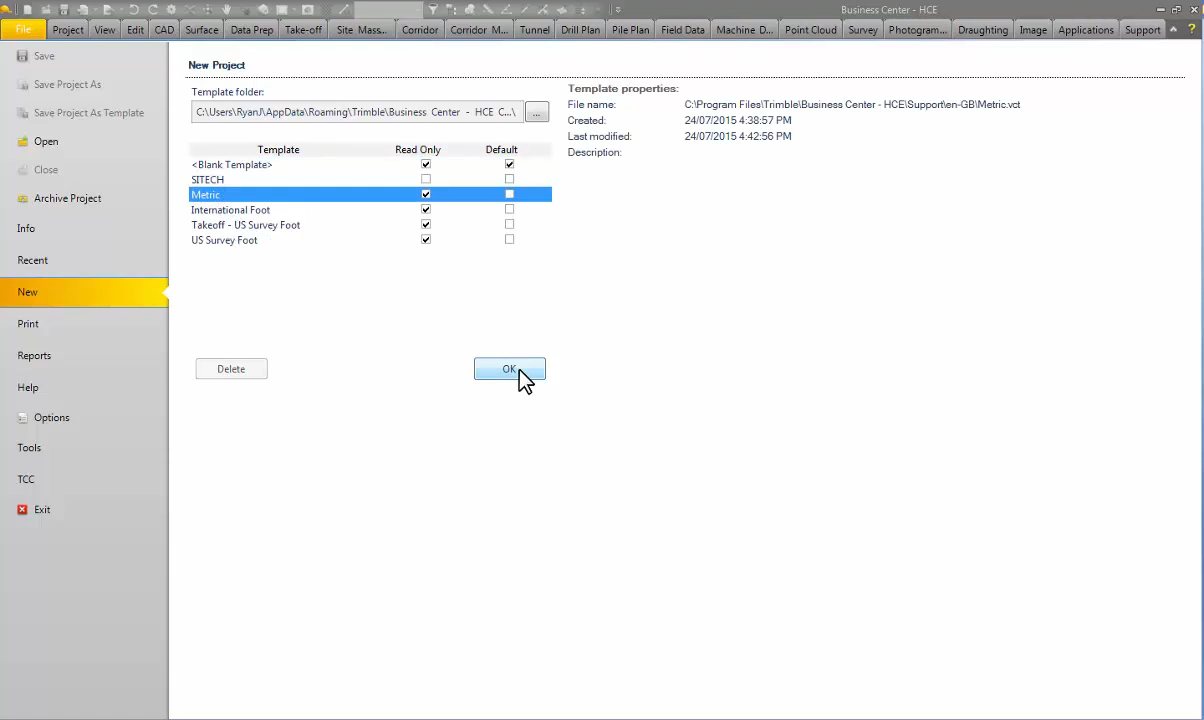 Business Center - HCE
File Project View Edit CAD Surface Data Prep Take-off Site Mass... Corridor Corridor M... Tunnel Drill Plan Pile Plan Field Data Machine D... Point Cloud Survey Photogram... Draughting Image Applications Support
Save
Save Project As
Save Project As Template
Open
Close
Archive Project
Info
Recent
New
Print
Reports
Help
Options
Tools
TCC
Exit
New Project
Template folder:
C:\Users\RyanJ\AppData\Roaming\Trimble\Business Center - HCE C...\ ...
Template Read Only Default
<Blank Template>
SITECH
Metric
International Foot
Takeoff - US Survey Foot
US Survey Foot
Delete OK
Template properties:
File name: C:\Program Files\Trimble\Business Center - HCE\Support\en-GB\Metric.vct
Created: 24/07/2015 4:38:57 PM
Last modified: 24/07/2015 4:42:56 PM
Description: